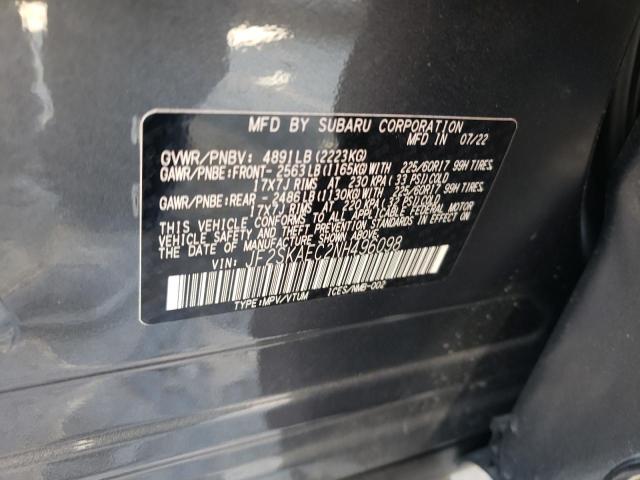 MFD BY SUBARU CORPORATION
MFD IN 07/22
GVWR/PNBV: 4891LB(2223KG)
GAWR/PNBE:FRONT-2563LB(1165KG)WITH 225/60R17 99H TIRES
17X7J RIMS AT 230 KPA(33 PSI)COLD
GAWR/PNBE:REAR -2486LB(1130KG)WITH 225/60R17 99H TIRES
17X7J RIMS AT 220 KPA(32 PSI)COLD
THIS VEHICLE CONFORMS TO ALL APPLICABLE FEDERAL MOTOR
VEHICLE SAFETY AND BUMPER STANDARDS IN EFFECT ON
THE DATE OF MANUFACTURE SHOWN ABOVE.
VIN: JF2SKAEC2NH496098
TYPE:MPV/VTUM ICES/NMB-002